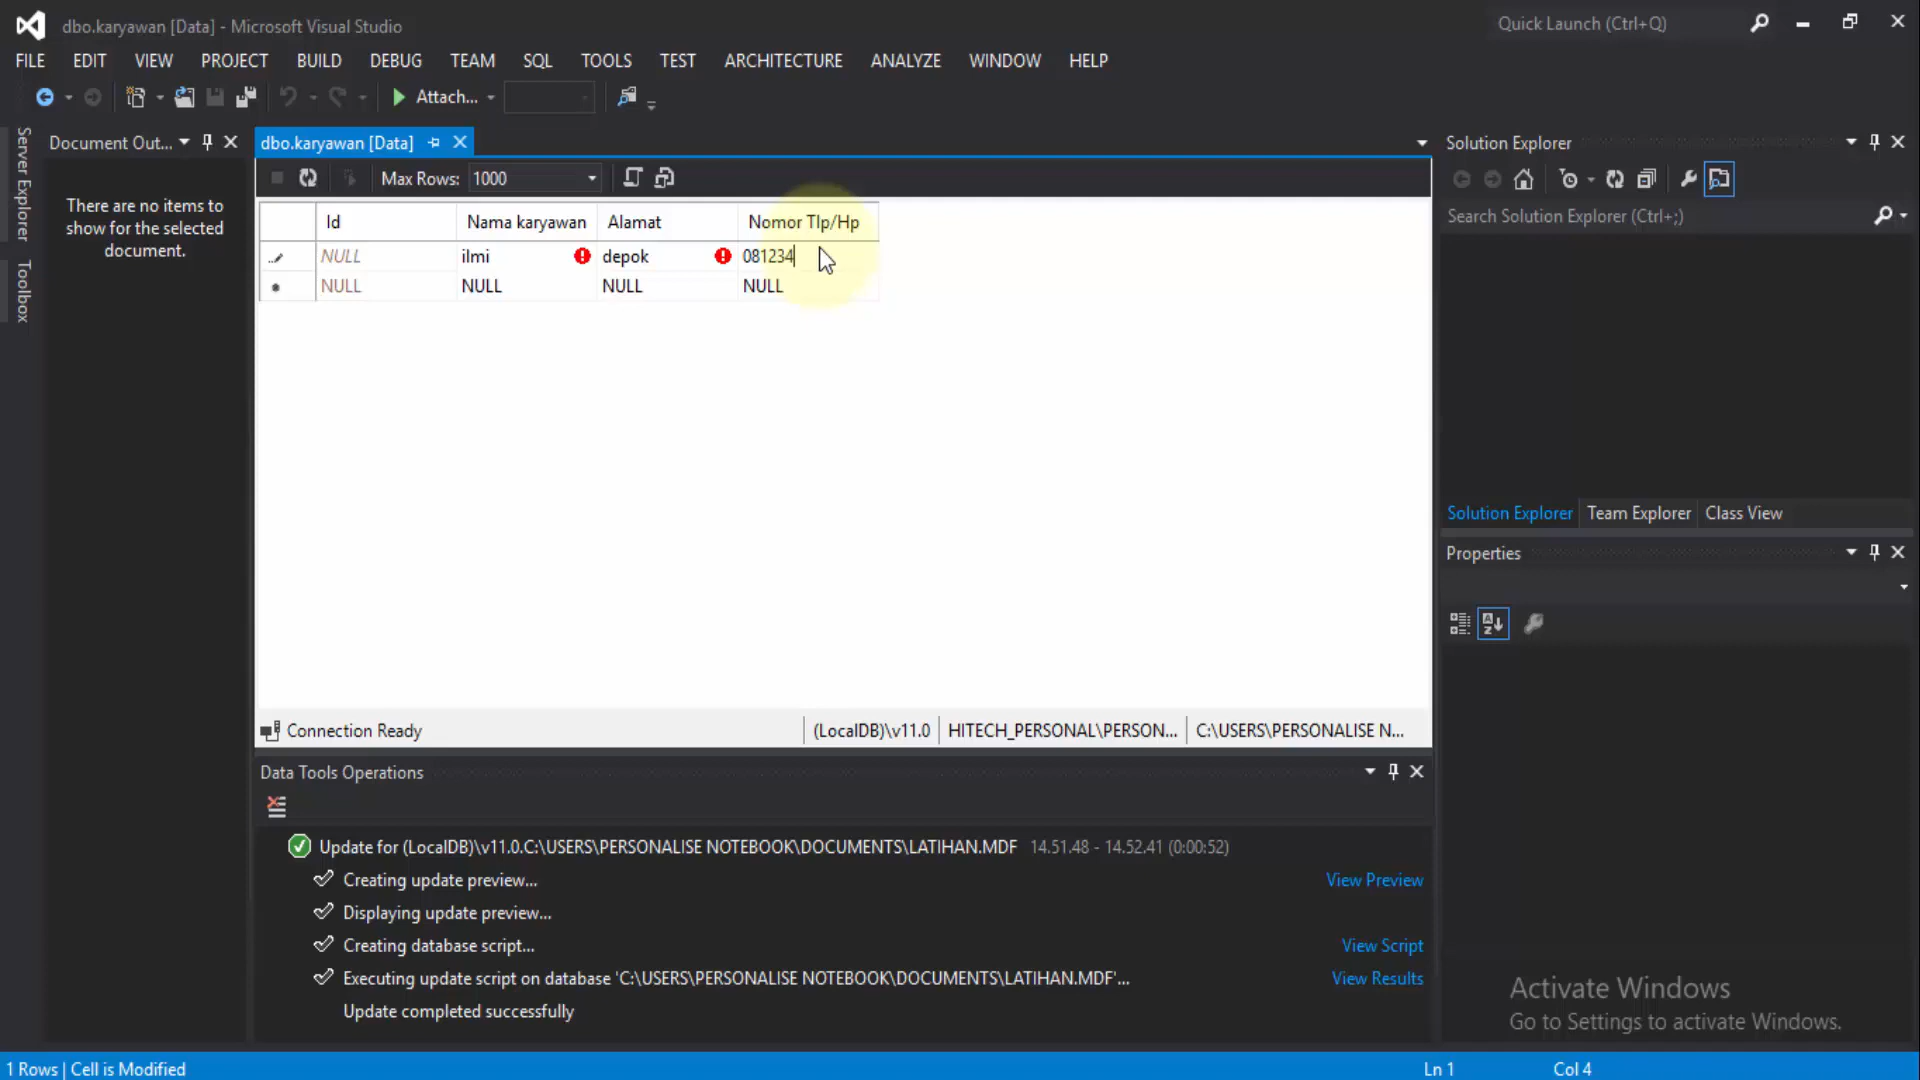 dbo.karyawan [Data] - Microsoft Visual Studio
Quick Launch (Ctrl+Q)
FILE EDIT VIEW PROJECT BUILD DEBUG TEAM SQL TOOLS TEST ARCHITECTURE ANALYZE WINDOW HELP
Attach...
Server Explorer
Toolbox
Document Out...
There are no items to
show for the selected
document.
dbo.karyawan [Data]
Max Rows: 1000
Id Nama karyawan Alamat Nomor Tlp/Hp
NULL ilmi depok 081234
NULL NULL NULL NULL
Connection Ready
(LocalDB)\v11.0 HITECH_PERSONAL\PERSON... C:\USERS\PERSONALISE N...
Data Tools Operations
Update for (LocalDB)\v11.0.C:\USERS\PERSONALISE NOTEBOOK\DOCUMENTS\LATIHAN.MDF 14.51.48 - 14.52.41 (0:00:52)
Creating update preview... View Preview
Displaying update preview...
Creating database script... View Script
Executing update script on database 'C:\USERS\PERSONALISE NOTEBOOK\DOCUMENTS\LATIHAN.MDF'... View Results
Update completed successfully
Solution Explorer
Search Solution Explorer (Ctrl+;)
Solution Explorer Team Explorer Class View
Properties
Activate Windows
Go to Settings to activate Windows.
1 Rows | Cell is Modified
Ln 1 Col 4